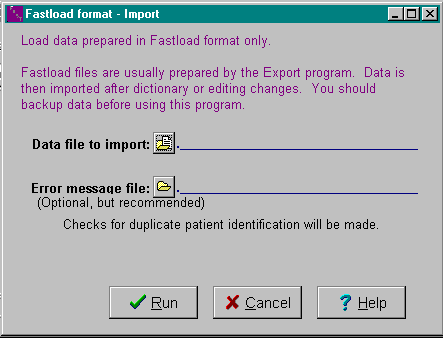 Fastload format - Import
Load data prepared in Fastload format only.
Fastload files are usually prepared by the Export program. Data is
then imported after dictionary or editing changes. You should
backup data before using this program.
Data file to import:
Error message file:
(Optional, but recommended)
Checks for duplicate patient identification will be made.
Run Cancel Help